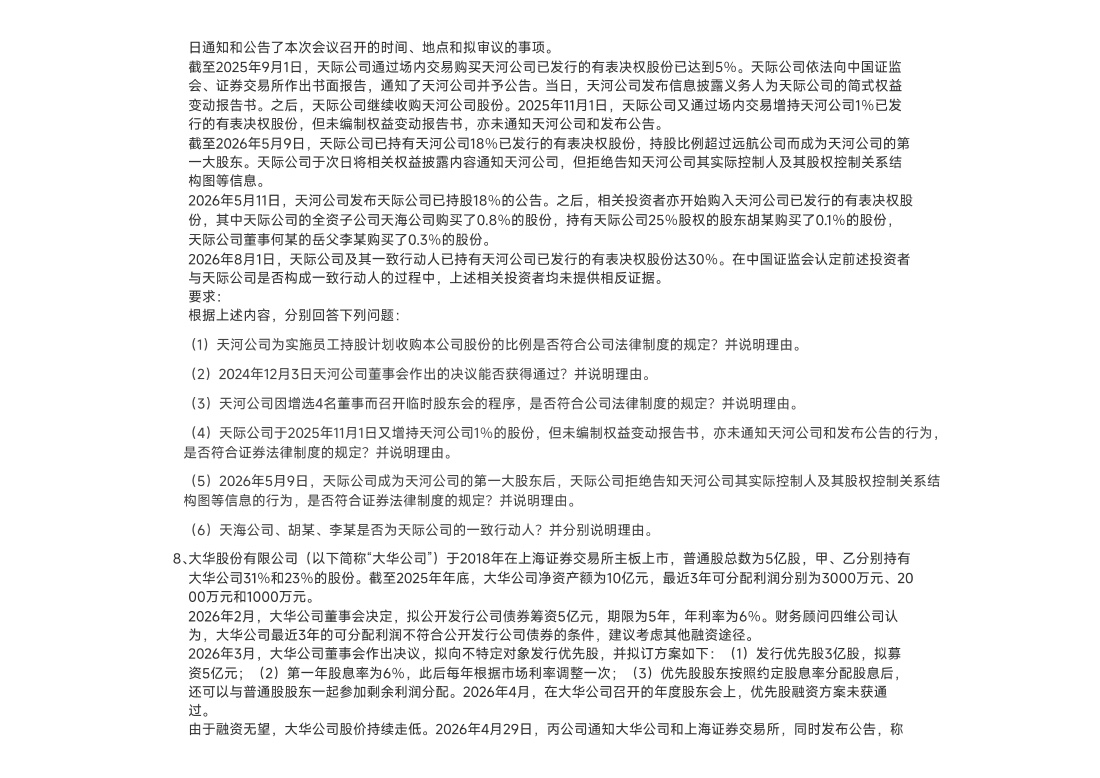 日通知和公告了本次会议召开的时间、地点和拟审议的事项。
截至2025年9月1日，天际公司通过场内交易购买天河公司已发行的有表决权股份已达到5%。天际公司依法向中国证监
会、证券交易所作出书面报告，通知了天河公司并予公告。当日，天河公司发布信息披露义务人为天际公司的简式权益
变动报告书。之后，天际公司继续收购天河公司股份。2025年11月1日，天际公司又通过场内交易增持天河公司1%已发
行的有表决权股份，但未编制权益变动报告书，亦未通知天河公司和发布公告。
截至2026年5月9日，天际公司已持有天河公司18%已发行的有表决权股份，持股比例超过远航公司而成为天河公司的第
一大股东。天际公司于次日将相关权益披露内容通知天河公司，但拒绝告知天河公司其实际控制人及其股权控制关系结
构图等信息。
2026年5月11日，天河公司发布天际公司已持股18%的公告。之后，相关投资者亦开始购入天河公司已发行的有表决权股
份，其中天际公司的全资子公司天海公司购买了0.8%的股份，持有天际公司25%股权的股东胡某购买了0.1%的股份，
天际公司董事何某的岳父李某购买了0.3%的股份。
2026年8月1日，天际公司及其一致行动人已持有天河公司已发行的有表决权股份达30%。在中国证监会认定前述投资者
与天际公司是否构成一致行动人的过程中，上述相关投资者均未提供相反证据。
要求：
根据上述内容，分别回答下列问题：
（1）天河公司为实施员工持股计划收购本公司股份的比例是否符合公司法律制度的规定？并说明理由。
（2）2024年12月3日天河公司董事会作出的决议能否获得通过？并说明理由。
（3）天河公司因增选4名董事而召开临时股东会的程序，是否符合公司法律制度的规定？并说明理由。
（4）天际公司于2025年11月1日又增持天河公司1%的股份，但未编制权益变动报告书，亦未通知天河公司和发布公告的行为，
是否符合证券法律制度的规定？并说明理由。
（5）2026年5月9日，天际公司成为天河公司的第一大股东后，天际公司拒绝告知天河公司其实际控制人及其股权控制关系结
构图等信息的行为，是否符合证券法律制度的规定？并说明理由。
（6）天海公司、胡某、李某是否为天际公司的一致行动人？并分别说明理由。
8、大华股份有限公司（以下简称“大华公司”）于2018年在上海证券交易所主板上市，普通股总数为5亿股，甲、乙分别持有
大华公司31%和23%的股份。截至2025年年底，大华公司净资产额为10亿元，最近3年可分配利润分别为3000万元、20
00万元和1000万元。
2026年2月，大华公司董事会决定，拟公开发行公司债券筹资5亿元，期限为5年，年利率为6%。财务顾问四维公司认
为，大华公司最近3年的可分配利润不符合公开发行公司债券的条件，建议考虑其他融资途径。
2026年3月，大华公司董事会作出决议，拟向不特定对象发行优先股，并拟订方案如下：（1）发行优先股3亿股，拟募
资5亿元；（2）第一年股息率为6%，此后每年根据市场利率调整一次；（3）优先股股东按照约定股息率分配股息后，
还可以与普通股股东一起参加剩余利润分配。2026年4月，在大华公司召开的年度股东会上，优先股融资方案未获通
过。
由于融资无望，大华公司股价持续走低。2026年4月29日，丙公司通知大华公司和上海证券交易所，同时发布公告，称